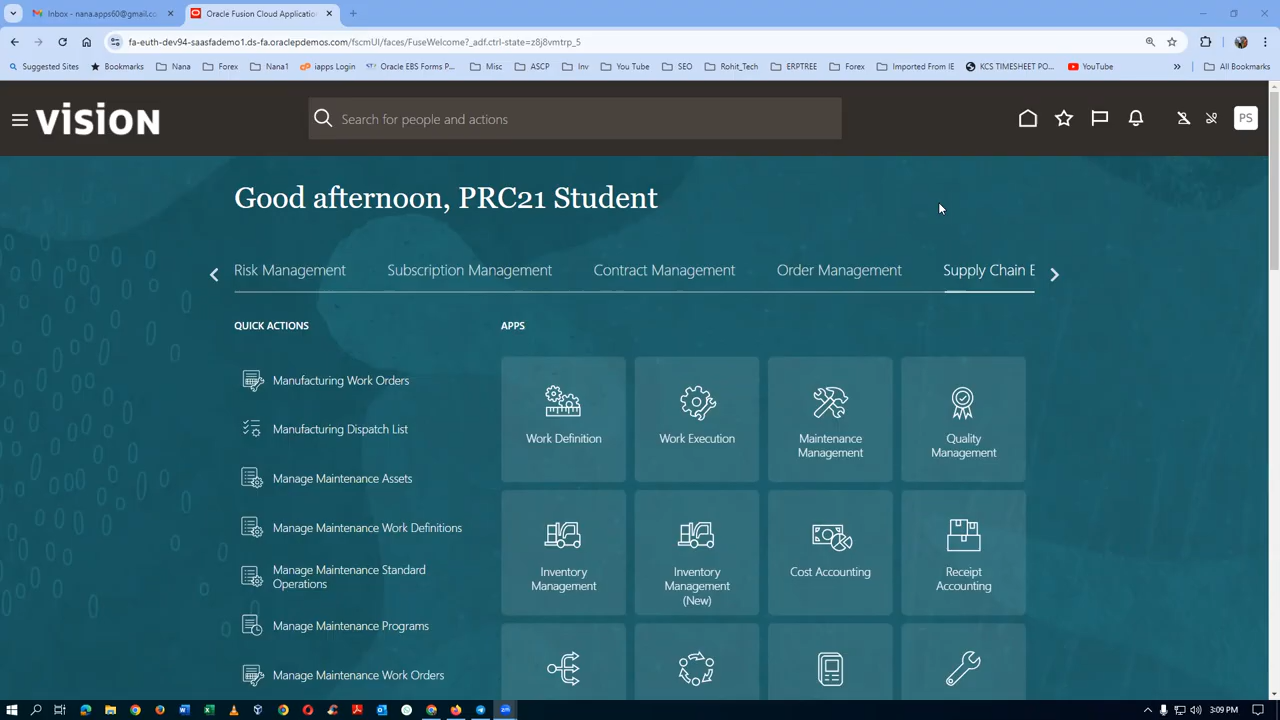 Inbox - nana.apps60@gmail.co
Oracle Fusion Cloud Application
fa-euth-dev94-saasfademo1.ds-fa.oraclepdemos.com/fscmUI/faces/FuseWelcome?_adf.ctrl-state=z8j8vmtrp_5
Suggested Sites
Bookmarks
Nana
Forex
Nana1
iapps Login
Oracle EBS Forms P...
Misc
ASCP
Inv
You Tube
SEO
Rohit_Tech
ERPTREE
Forex
Imported From IE
KCS TIMESHEET PO...
YouTube
»
All Bookmarks
VISION
Search for people and actions
PS
Good afternoon, PRC21 Student
Risk Management
Subscription Management
Contract Management
Order Management
Supply Chain E
QUICK ACTIONS
APPS
Manufacturing Work Orders
Manufacturing Dispatch List
Manage Maintenance Assets
Manage Maintenance Work Definitions
Manage Maintenance Standard
Operations
Manage Maintenance Programs
Manage Maintenance Work Orders
Work Definition
Work Execution
Maintenance
Management
Quality
Management
Inventory
Management
Inventory
Management
(New)
Cost Accounting
Receipt
Accounting
3:09 PM